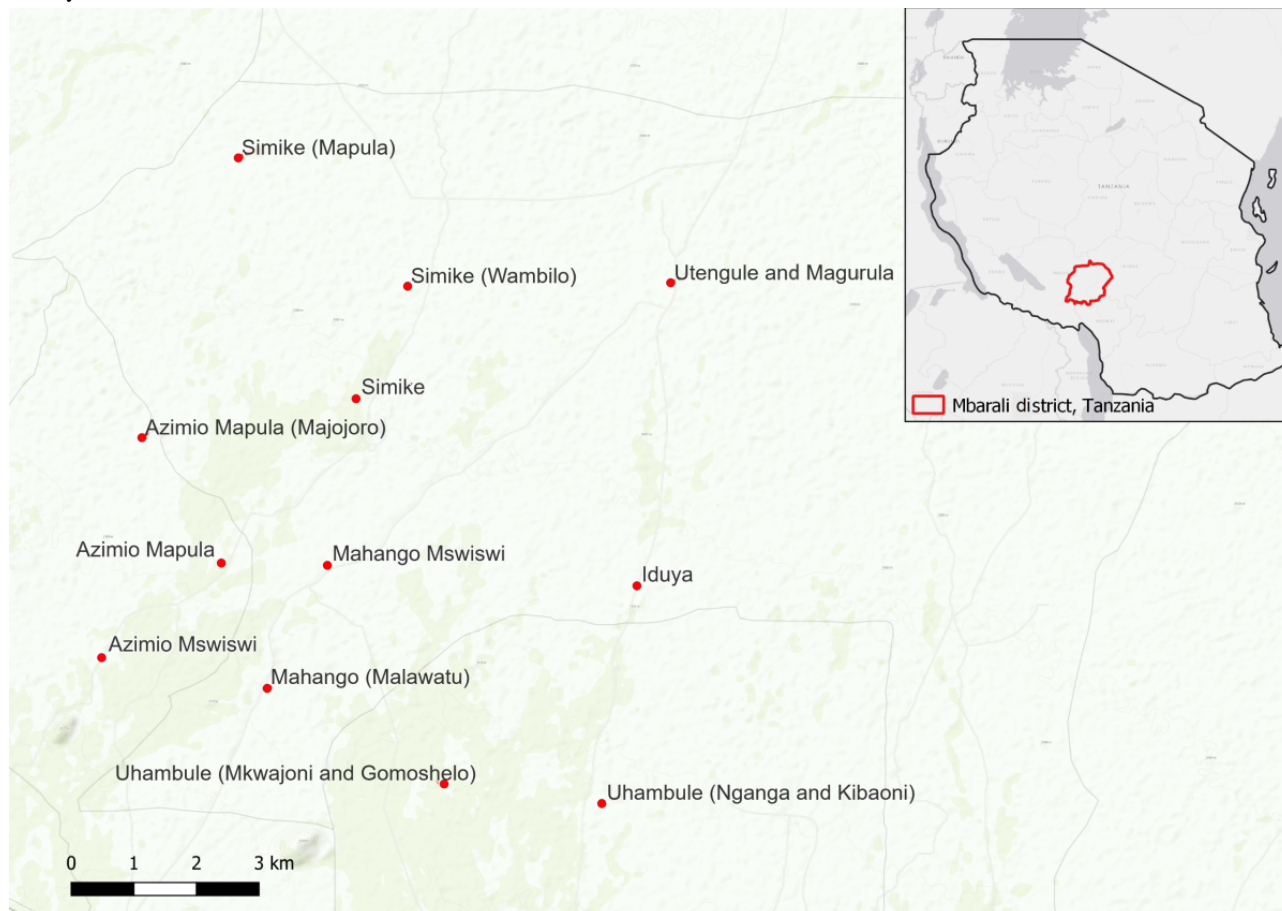 Simike (Mapula)
Simike (Wambilo)
Utengule and Magurula
TANZANIA
Mbarali district, Tanzania
Simike
Azimio Mapula (Majojoro)
Azimio Mapula
Mahango Mswiswi
Iduya
Azimio Mswiswi
Mahango (Malawatu)
Uhambule (Mkwajoni and Gomoshelo)
Uhambule (Nganga and Kibaoni)
0 1 2 3 km